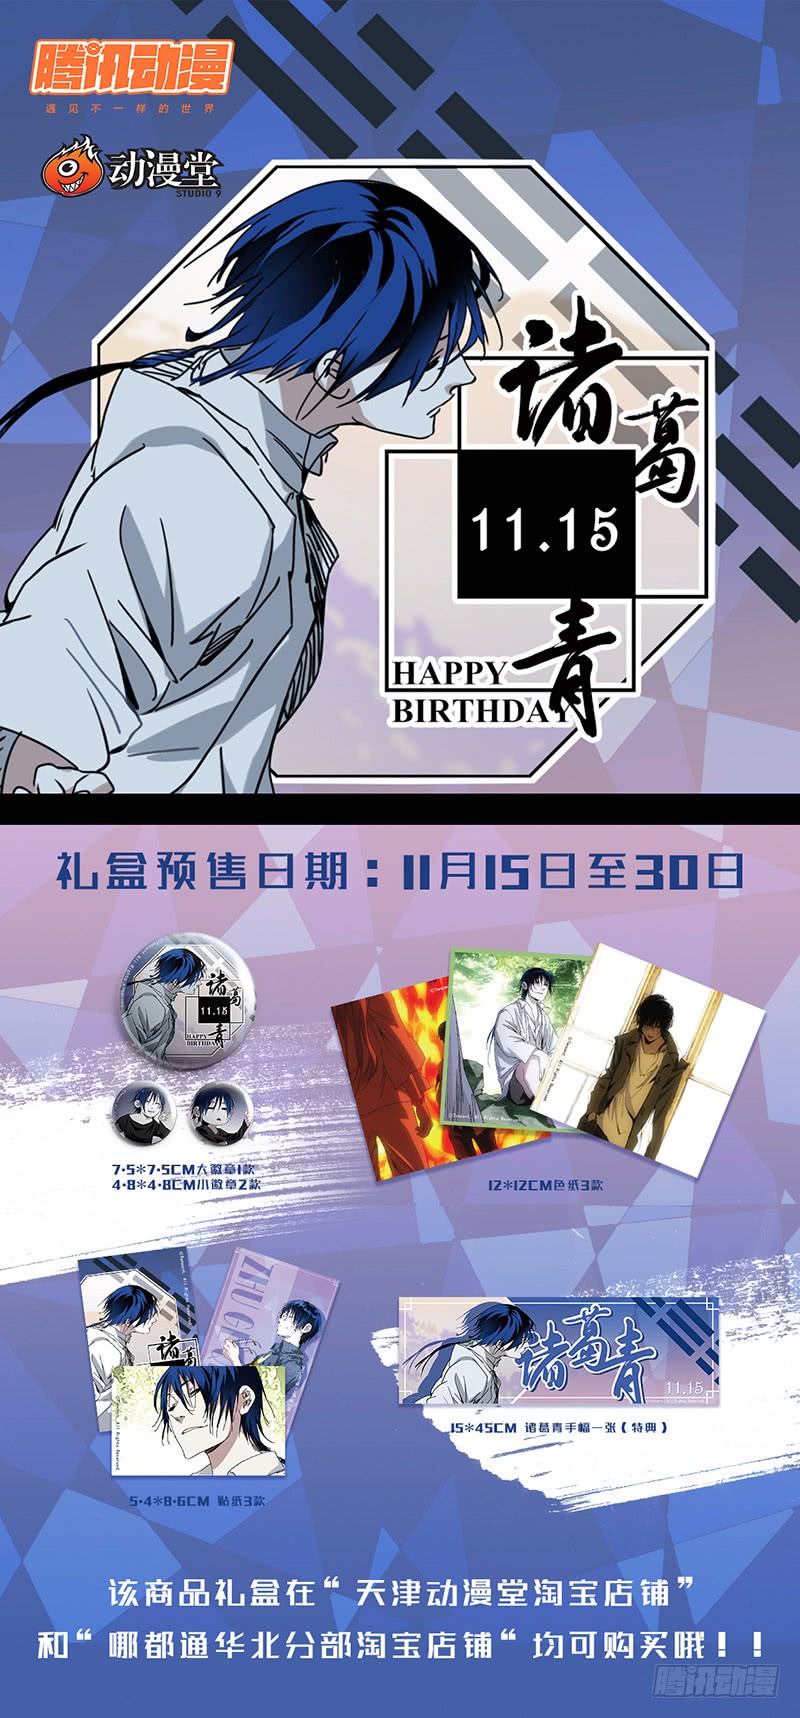 腾讯动漫
遇见不一样的世界
动漫堂
STUDIO 9
诸葛青
11.15
HAPPY
BIRTHDAY
礼盒预售日期：11月15日至30日
诸葛青
11.15
HAPPY
BIRTHDAY
7.5*7.5CM大徽章1款
4.8*4.8CM小徽章2款
12*12CM色纸3款
诸葛
ZHU GE
诸葛青
11.15
15*45CM 诸葛青手幅一张（特典）
5.4*8.6CM 贴纸3款
该商品礼盒在“天津动漫堂淘宝店铺”
和“哪都通华北分部淘宝店铺“均可购买哦！！
腾讯动漫